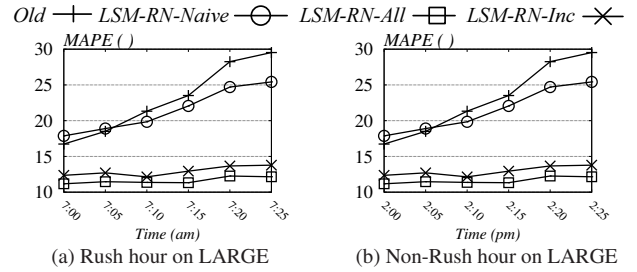 Old LSM-RN-Naive LSM-RN-All LSM-RN-Inc
MAPE ( )
30
25
20
15
10
7:00 7:05 7:10 7:15 7:20 7:25
Time (am)
(a) Rush hour on LARGE
MAPE ( )
30
25
20
15
10
2:00 2:05 2:10 2:15 2:20 2:25
Time (pm)
(b) Non-Rush hour on LARGE